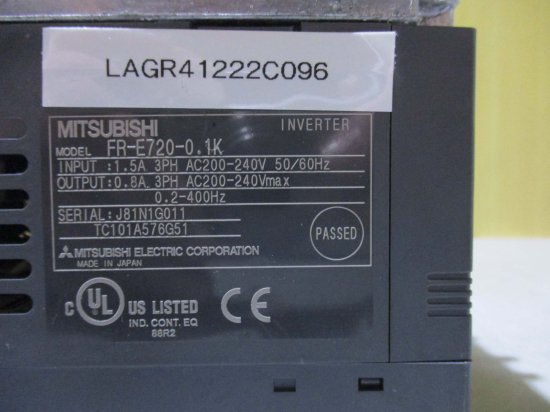 LAGR41222C096
MITSUBISHI INVERTER
MODEL FR-E720-0.1K
INPUT : 1.5A 3PH AC200-240V 50/60Hz
OUTPUT: 0.8A 3PH AC200-240Vmax
0.2-400Hz
SERIAL: J81N1G011
TC101A576G51
PASSED
MITSUBISHI ELECTRIC CORPORATION
MADE IN JAPAN
C UL US LISTED CE
IND. CONT. EQ
88R2